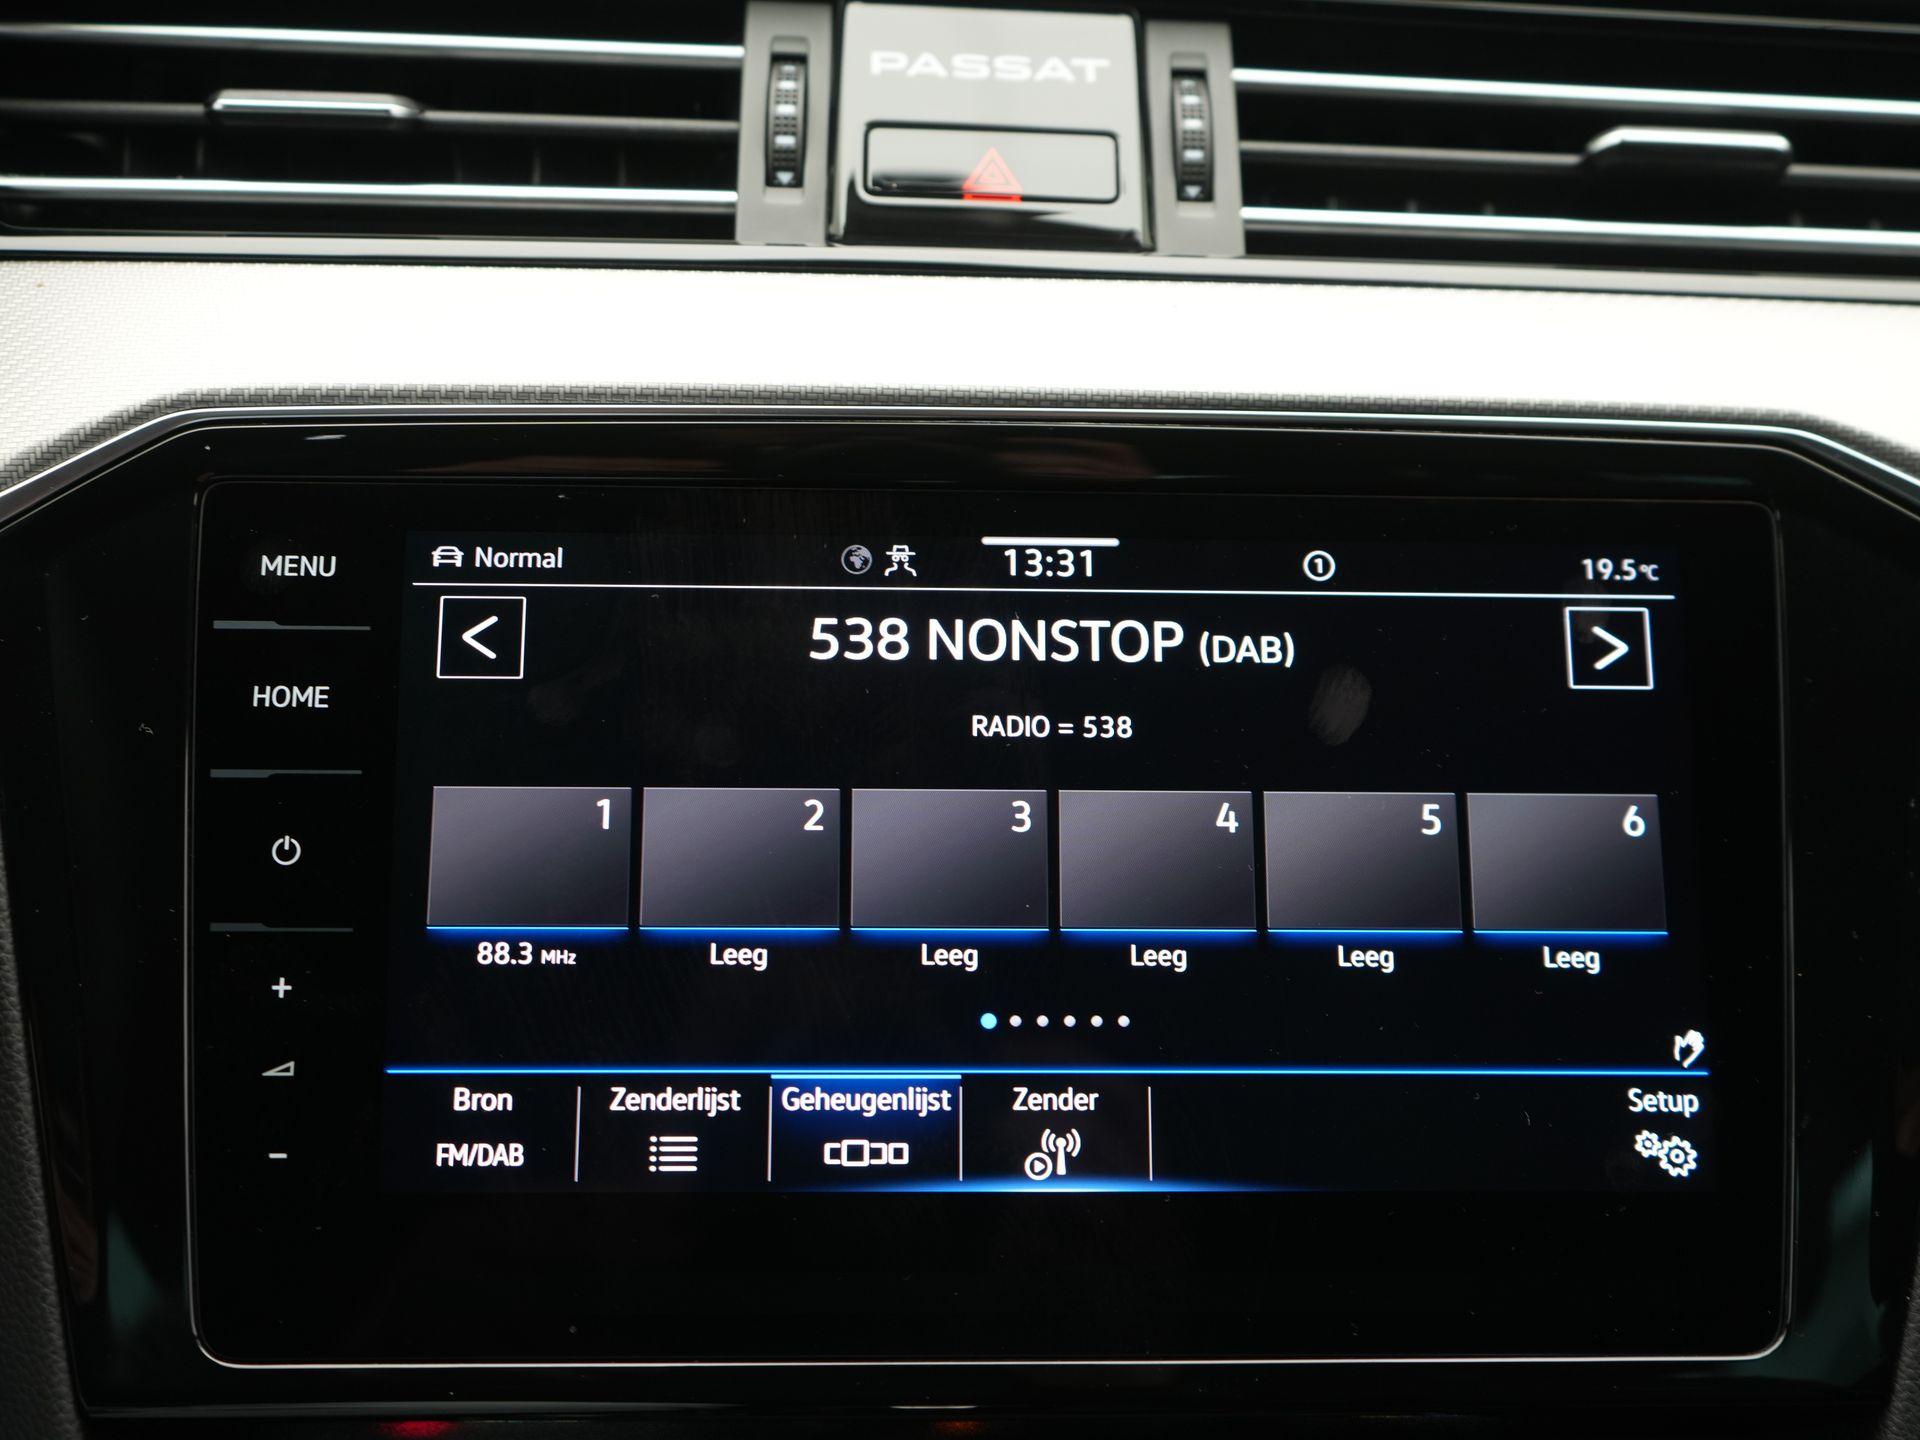 PASSAT
MENU
HOME
+
-
Normal 13:31 1 19.5°C
< 538 NONSTOP (DAB) >
RADIO = 538
1 2 3 4 5 6
88.3 MHz Leeg Leeg Leeg Leeg Leeg
Bron Zenderlijst Geheugenlijst Zender Setup
FM/DAB